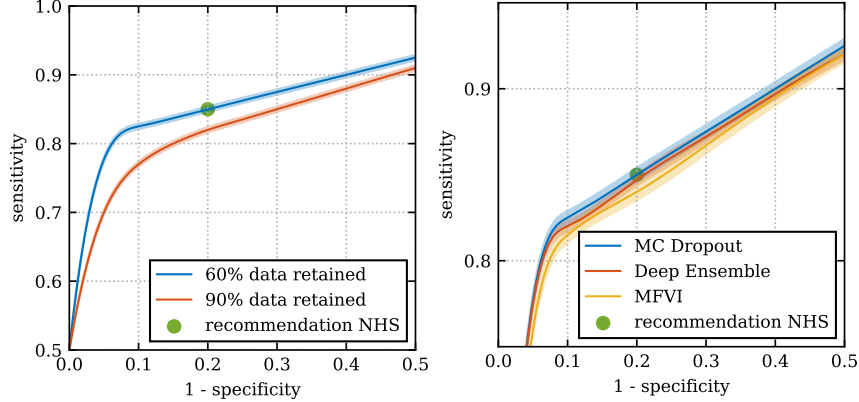 1.0
0.9
0.8
0.7
0.6
0.5
sensitivity
60% data retained
90% data retained
recommendation NHS
0.0 0.1 0.2 0.3 0.4 0.5
1 - specificity
0.9
0.8
sensitivity
MC Dropout
Deep Ensemble
MFVI
recommendation NHS
0.0 0.1 0.2 0.3 0.4 0.5
1 - specificity